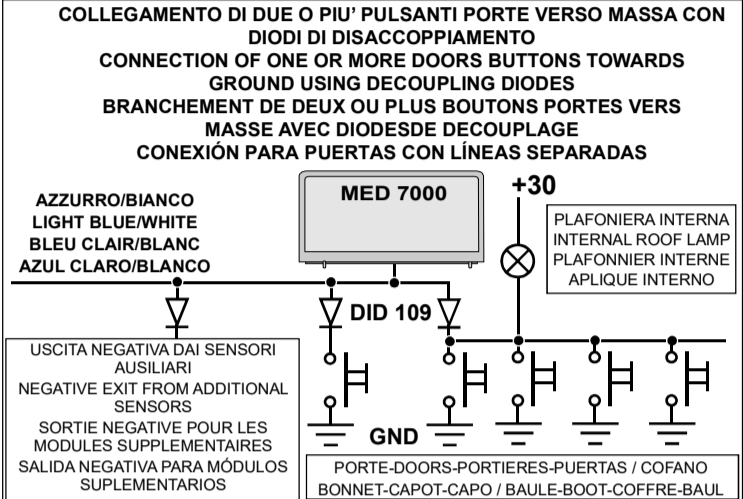 COLLEGAMENTO DI DUE O PIU' PULSANTI PORTE VERSO MASSA CON
DIODI DI DISACCOPPIAMENTO
CONNECTION OF ONE OR MORE DOORS BUTTONS TOWARDS
GROUND USING DECOUPLING DIODES
BRANCHEMENT DE DEUX OU PLUS BOUTONS PORTES VERS
MASSE AVEC DIODESDE DECOUPLAGE
CONEXIÓN PARA PUERTAS CON LÍNEAS SEPARADAS
AZZURRO/BIANCO
LIGHT BLUE/WHITE
BLEU CLAIR/BLANC
AZUL CLARO/BLANCO
MED 7000
+30
PLAFONIERA INTERNA
INTERNAL ROOF LAMP
PLAFONNIER INTERNE
APLIQUE INTERNO
DID 109
USCITA NEGATIVA DAI SENSORI
AUSILIARI
NEGATIVE EXIT FROM ADDITIONAL
SENSORS
SORTIE NEGATIVE POUR LES
MODULES SUPPLEMENTAIRES
SALIDA NEGATIVA PARA MÓDULOS
SUPLEMENTARIOS
GND
PORTE-DOORS-PORTIERES-PUERTAS / COFANO
BONNET-CAPOT-CAPO / BAULE-BOOT-COFFRE-BAUL